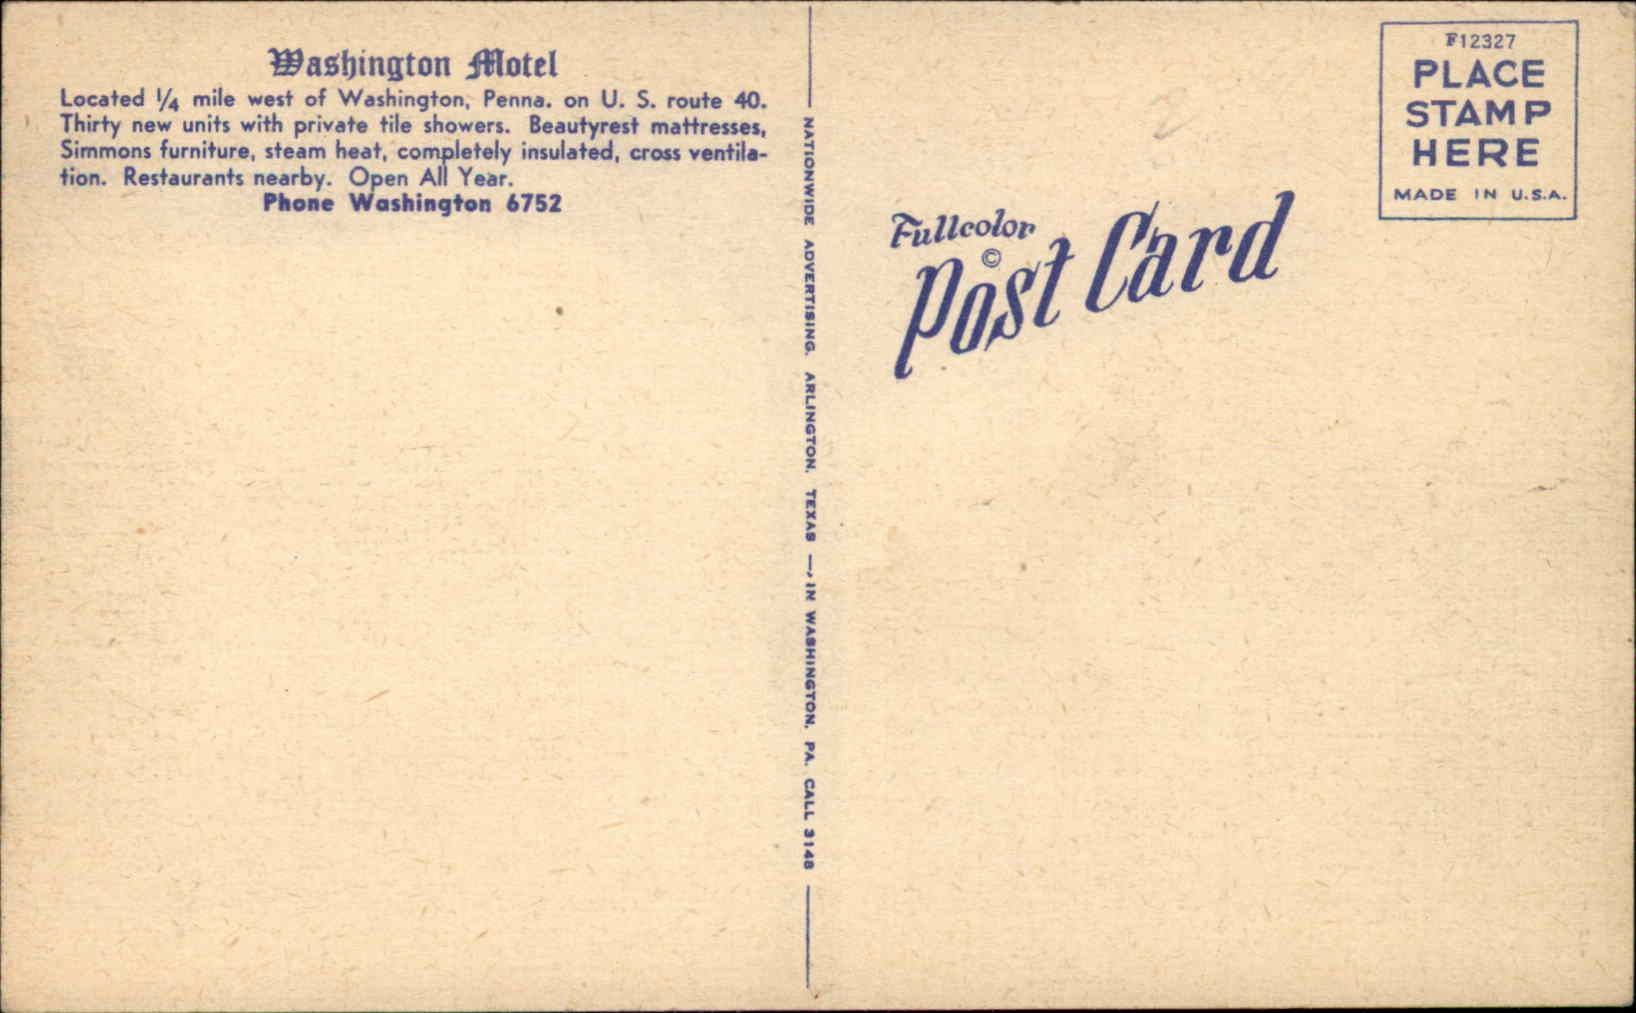 Washington Motel
Located ¼ mile west of Washington, Penna. on U. S. route 40.
Thirty new units with private tile showers. Beautyrest mattresses,
Simmons furniture, steam heat, completely insulated, cross ventila-
tion. Restaurants nearby. Open All Year.
Phone Washington 6752
NATIONWIDE ADVERTISING, ARLINGTON, TEXAS —, IN WASHINGTON, PA. CALL 3148
Fullcolor
©
Post Card
F12327
PLACE
STAMP
HERE
MADE IN U.S.A.